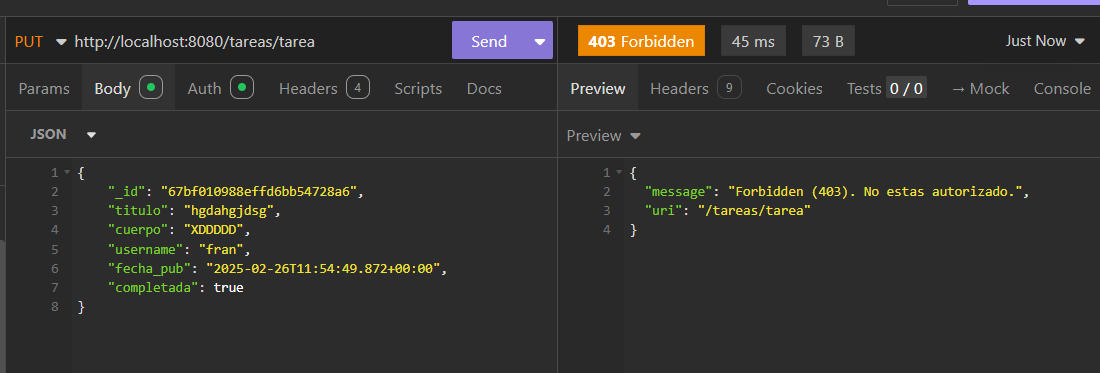 PUT http://localhost:8080/tareas/tarea Send
403 Forbidden 45 ms 73 B Just Now
Params Body Auth Headers 4 Scripts Docs
JSON
1 {
2 "_id": "67bf010988effd6bb54728a6",
3 "titulo": "hgdahgjdsg",
4 "cuerpo": "XDDDDD",
5 "username": "fran",
6 "fecha_pub": "2025-02-26T11:54:49.872+00:00",
7 "completada": true
8 }
Preview Headers 9 Cookies Tests 0 / 0 → Mock Console
Preview
1 {
2 "message": "Forbidden (403). No estas autorizado.",
3 "uri": "/tareas/tarea"
4 }